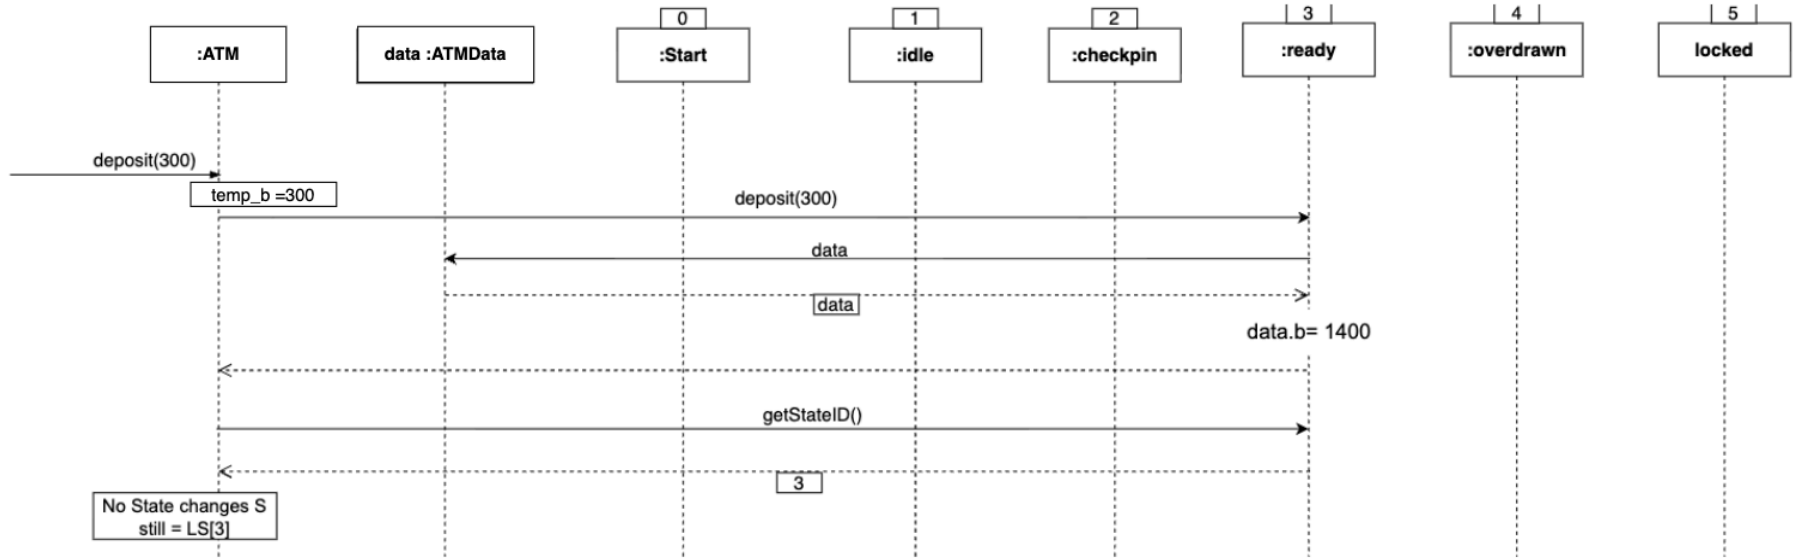 0
1
2
3
4
5
:ATM
data :ATMData
:Start
:idle
:checkpin
:ready
:overdrawn
locked
deposit(300)
temp_b =300
deposit(300)
data
data
data.b= 1400
getStateID()
3
No State changes S
still = LS[3]